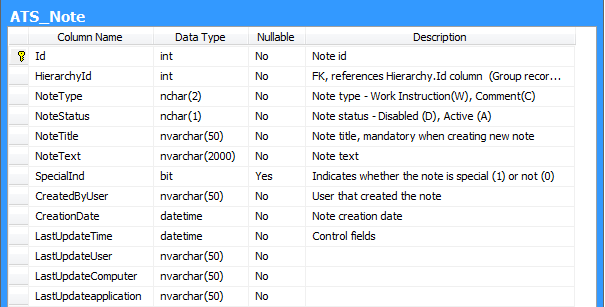 ATS_Note
Column Name Data Type Nullable Description
Id int No Note id
HierarchyId int No FK, references Hierarchy.Id column (Group recor...
NoteType nchar(2) No Note type - Work Instruction(W), Comment(C)
NoteStatus nchar(1) No Note status - Disabled (D), Active (A)
NoteTitle nvarchar(50) No Note title, mandatory when creating new note
NoteText nvarchar(2000) No Note text
SpecialInd bit Yes Indicates whether the note is special (1) or not (0)
CreatedByUser nvarchar(50) No User that created the note
CreationDate datetime No Note creation date
LastUpdateTime datetime No Control fields
LastUpdateUser nvarchar(50) No
LastUpdateComputer nvarchar(50) No
LastUpdateapplication nvarchar(50) No